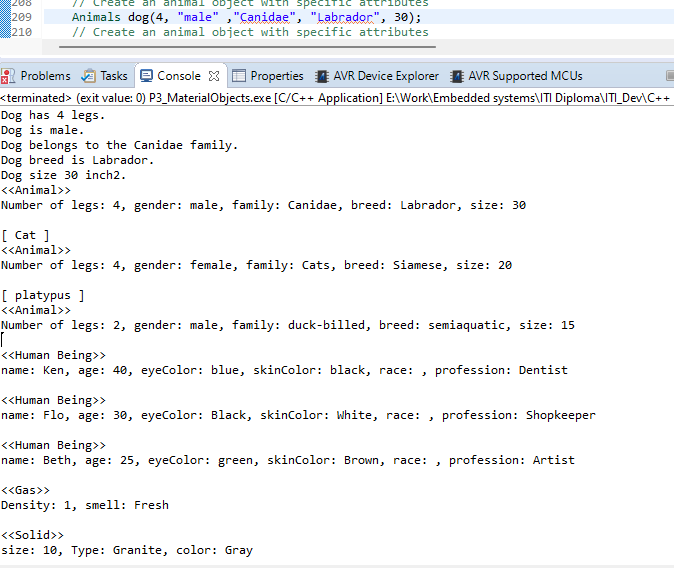 208 // Create an animal object with specific attributes
209 Animals dog(4, "male" ,"Canidae", "Labrador", 30);
210 // Create an animal object with specific attributes
Problems Tasks Console Properties AVR Device Explorer AVR Supported MCUs
<terminated> (exit value: 0) P3_MaterialObjects.exe [C/C++ Application] E:\Work\Embedded systems\ITI Diploma\ITI_Dev\C++
Dog has 4 legs.
Dog is male.
Dog belongs to the Canidae family.
Dog breed is Labrador.
Dog size 30 inch2.
<<Animal>>
Number of legs: 4, gender: male, family: Canidae, breed: Labrador, size: 30
[ Cat ]
<<Animal>>
Number of legs: 4, gender: female, family: Cats, breed: Siamese, size: 20
[ platypus ]
<<Animal>>
Number of legs: 2, gender: male, family: duck-billed, breed: semiaquatic, size: 15
<<Human Being>>
name: Ken, age: 40, eyeColor: blue, skinColor: black, race: , profession: Dentist
<<Human Being>>
name: Flo, age: 30, eyeColor: Black, skinColor: White, race: , profession: Shopkeeper
<<Human Being>>
name: Beth, age: 25, eyeColor: green, skinColor: Brown, race: , profession: Artist
<<Gas>>
Density: 1, smell: Fresh
<<Solid>>
size: 10, Type: Granite, color: Gray